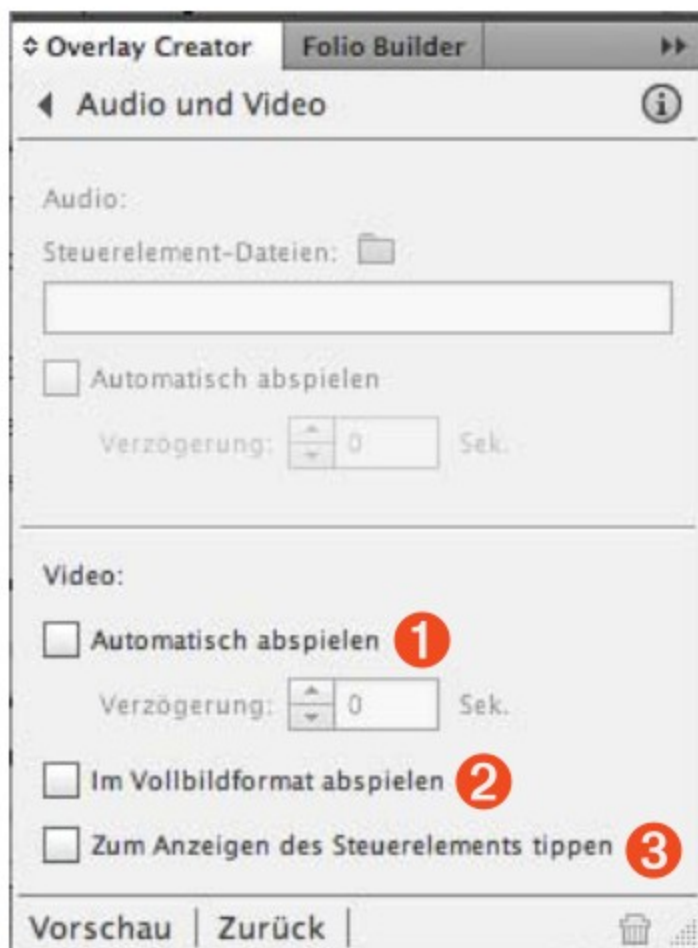 Overlay Creator Folio Builder
Audio und Video
Audio:
Steuerelement-Dateien:
Automatisch abspielen
Verzögerung: 0 Sek.
Video:
Automatisch abspielen 1
Verzögerung: 0 Sek.
Im Vollbildformat abspielen 2
Zum Anzeigen des Steuerelements tippen 3
Vorschau | Zurück |